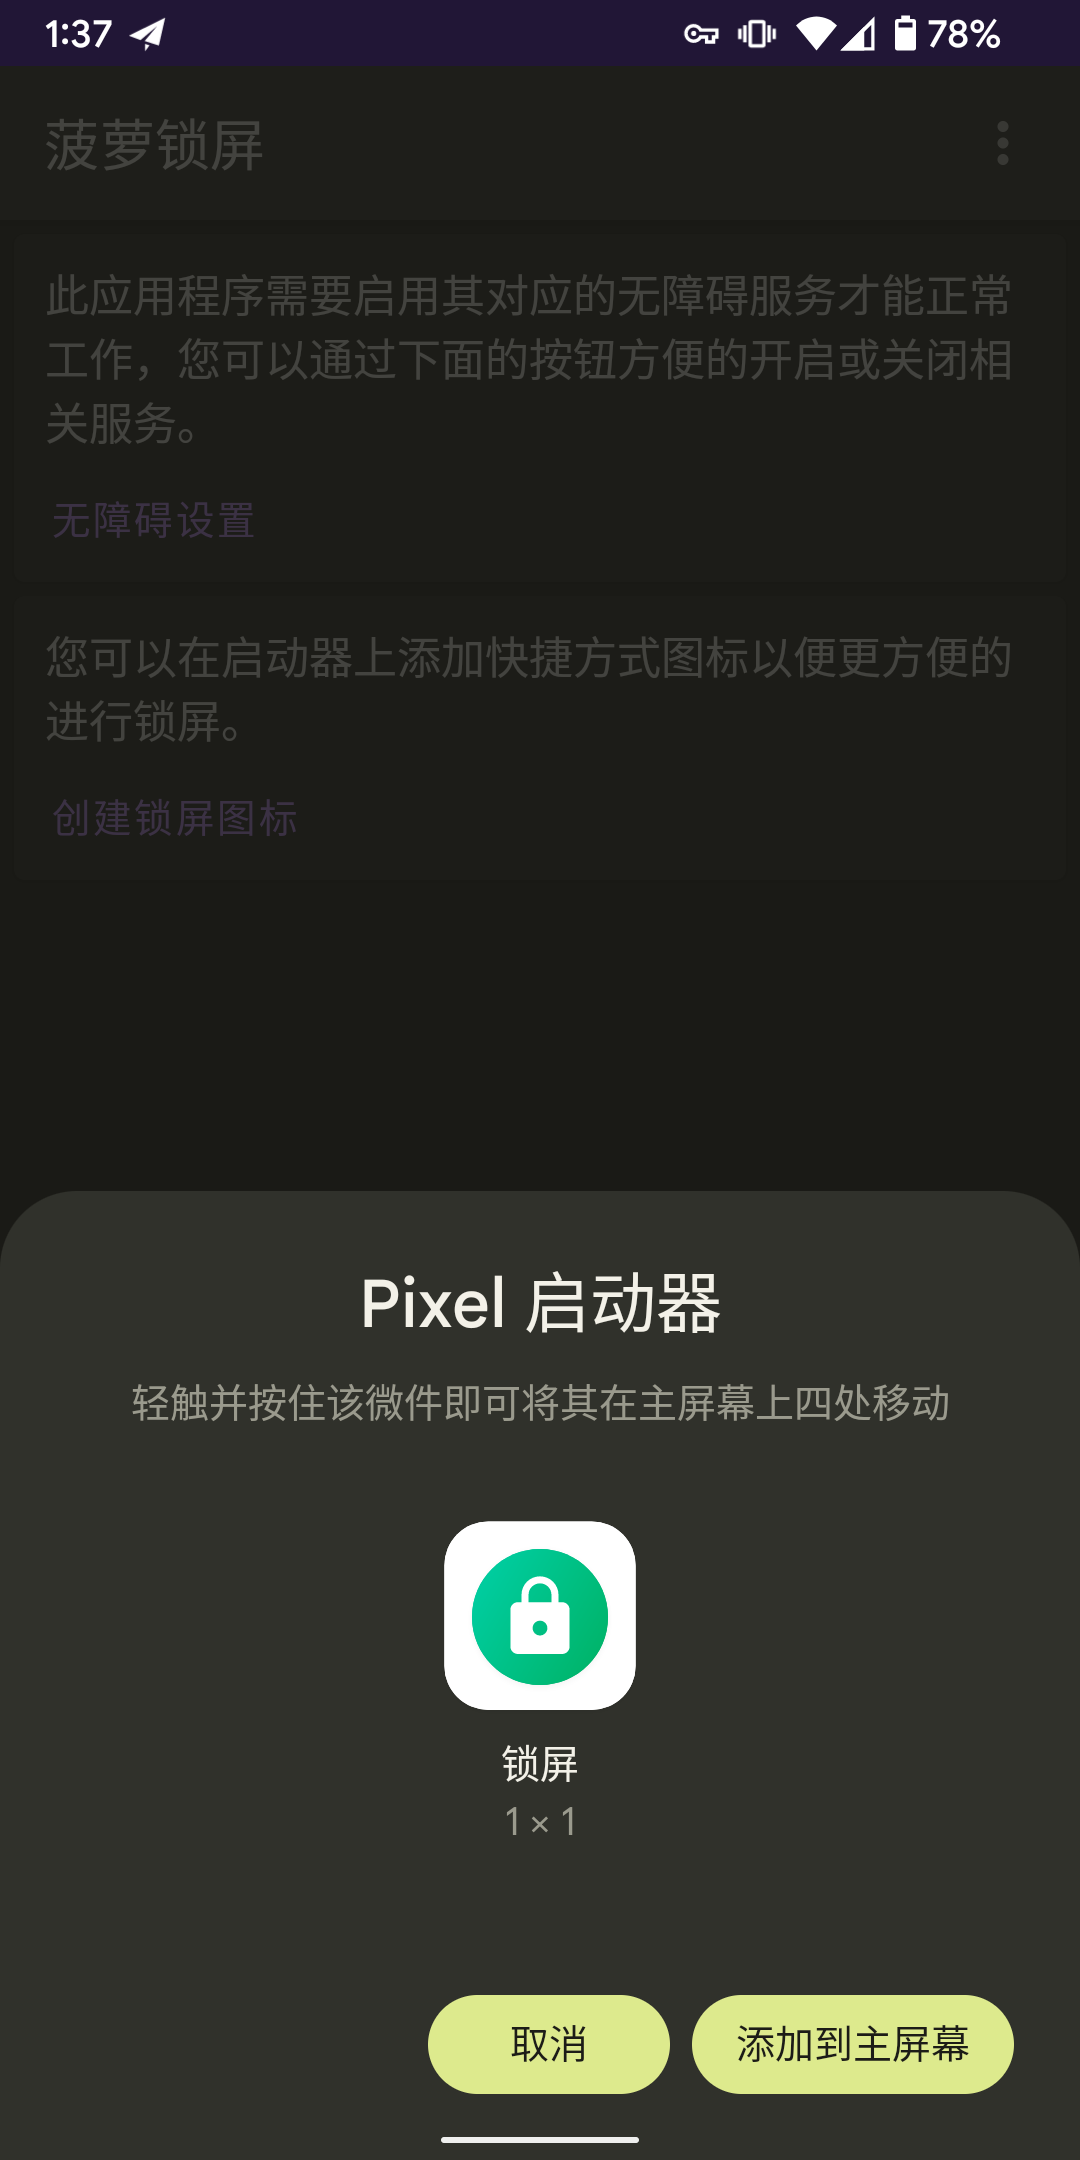 1:37
78%
菠萝锁屏
此应用程序需要启用其对应的无障碍服务才能正常
工作，您可以通过下面的按钮方便的开启或关闭相
关服务。
无障碍设置
您可以在启动器上添加快捷方式图标以便更方便的
进行锁屏。
创建锁屏图标
Pixel 启动器
轻触并按住该微件即可将其在主屏幕上四处移动
锁屏
1 × 1
取消
添加到主屏幕